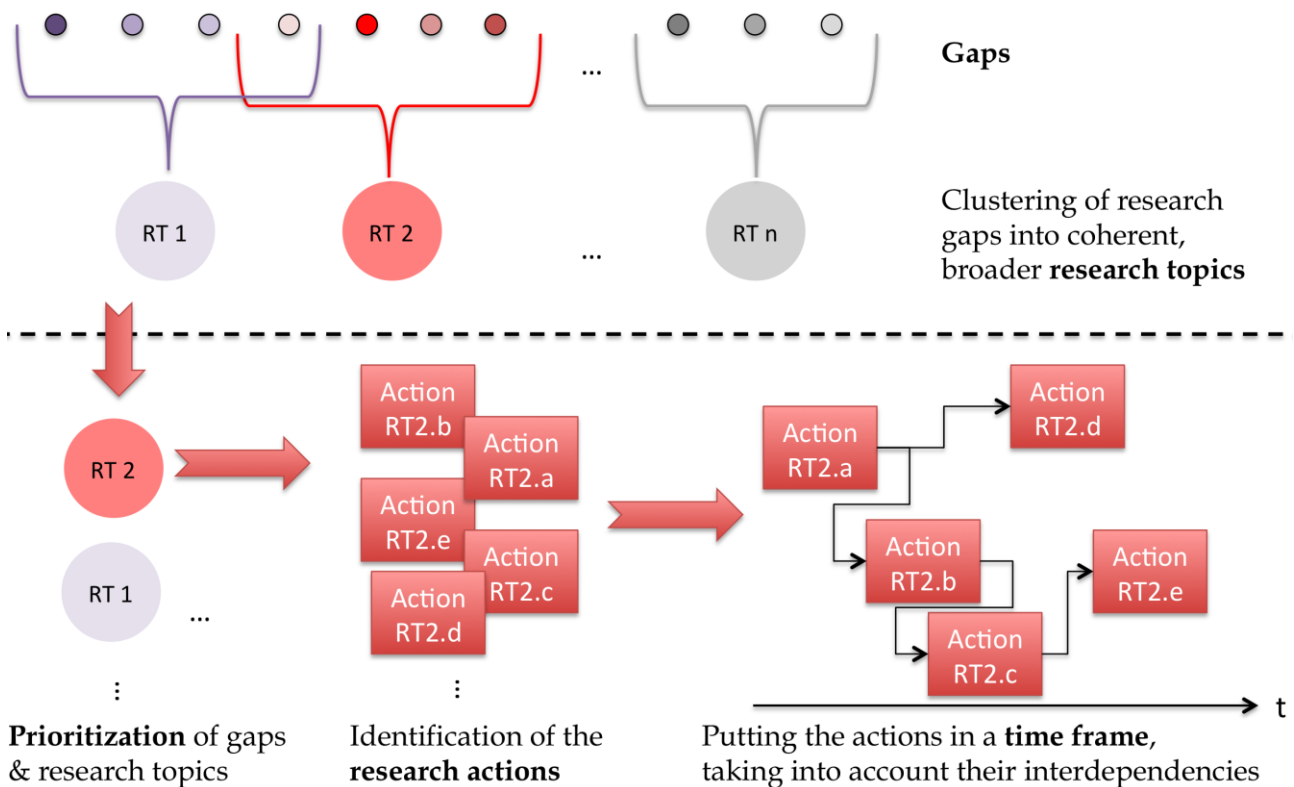 Gaps
...
RT 1
RT 2
...
RT n
Clustering of research
gaps into coherent,
broader research topics
RT 2
RT 1
...
...
Prioritization of gaps
& research topics
Action
RT2.b
Action
RT2.a
Action
RT2.e
Action
RT2.c
Action
RT2.d
...
Identification of the
research actions
Action
RT2.a
Action
RT2.d
Action
RT2.b
Action
RT2.e
Action
RT2.c
t
Putting the actions in a time frame,
taking into account their interdependencies